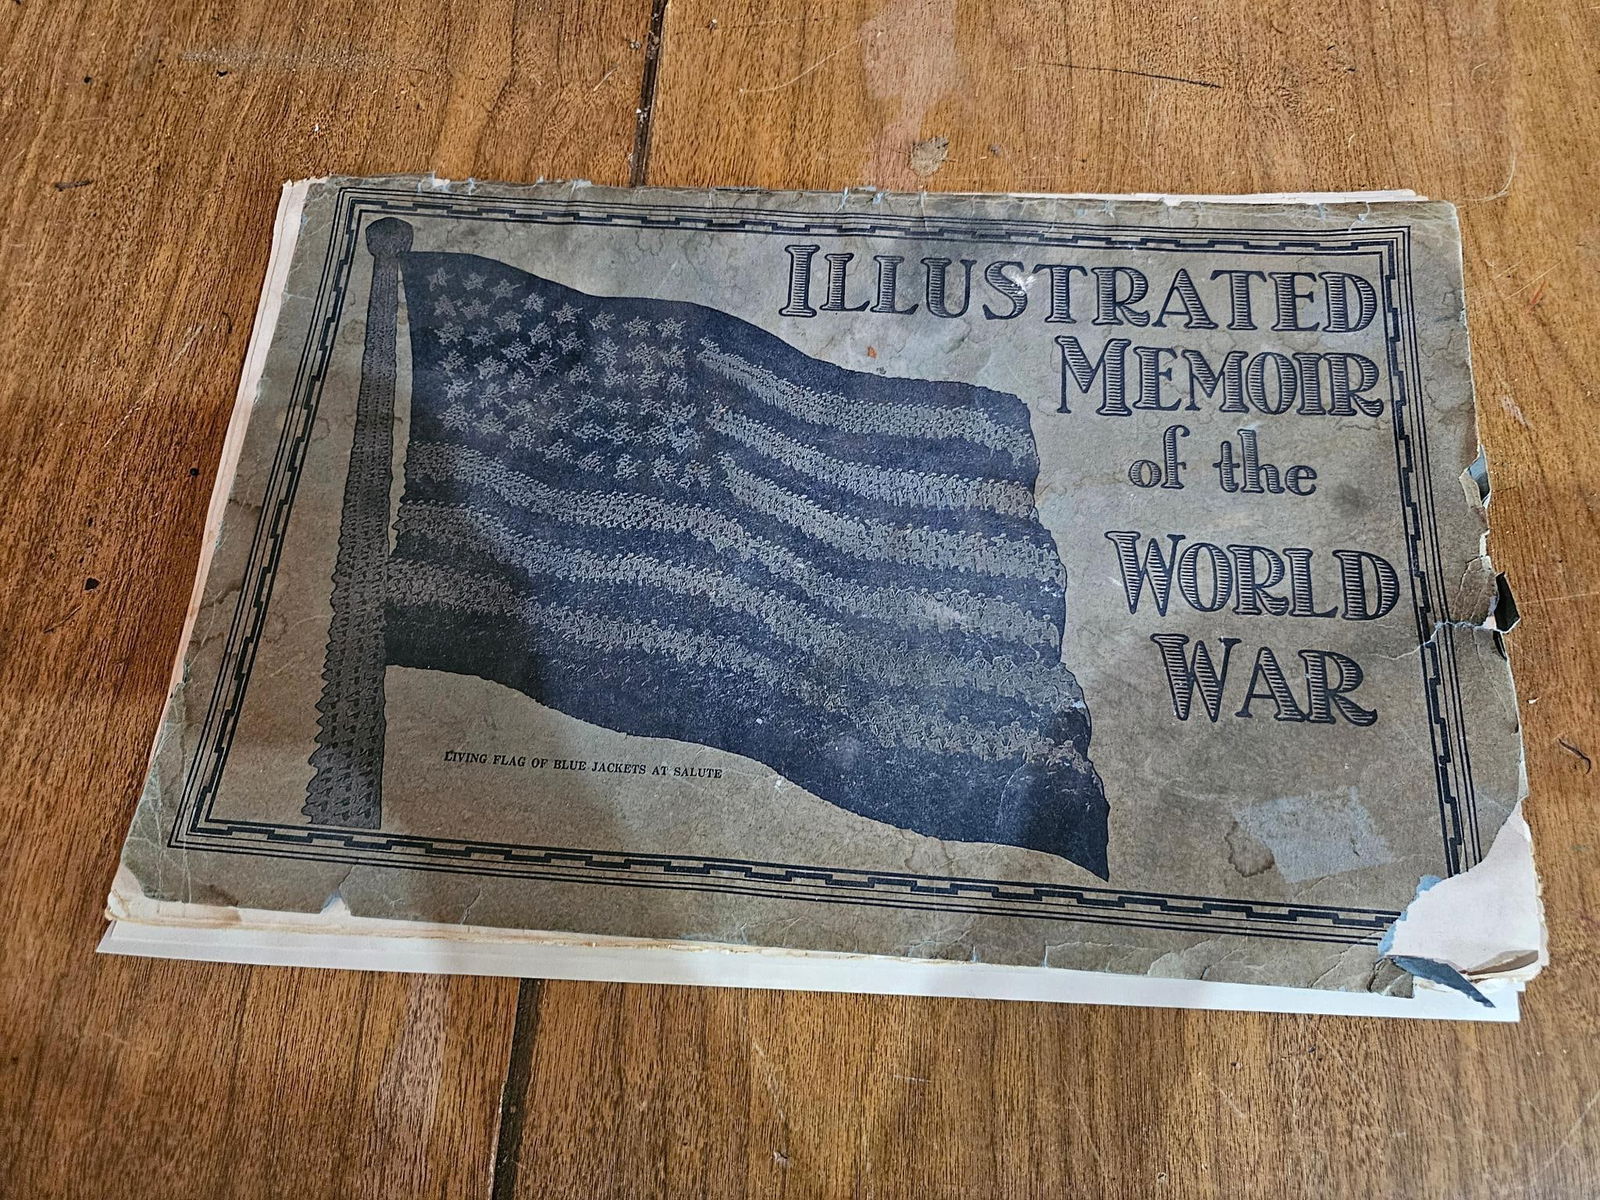 ILLUSTRATED
MEMOIR
of the
WORLD
WAR
LIVING FLAG OF BLUE JACKETS AT SALUTE